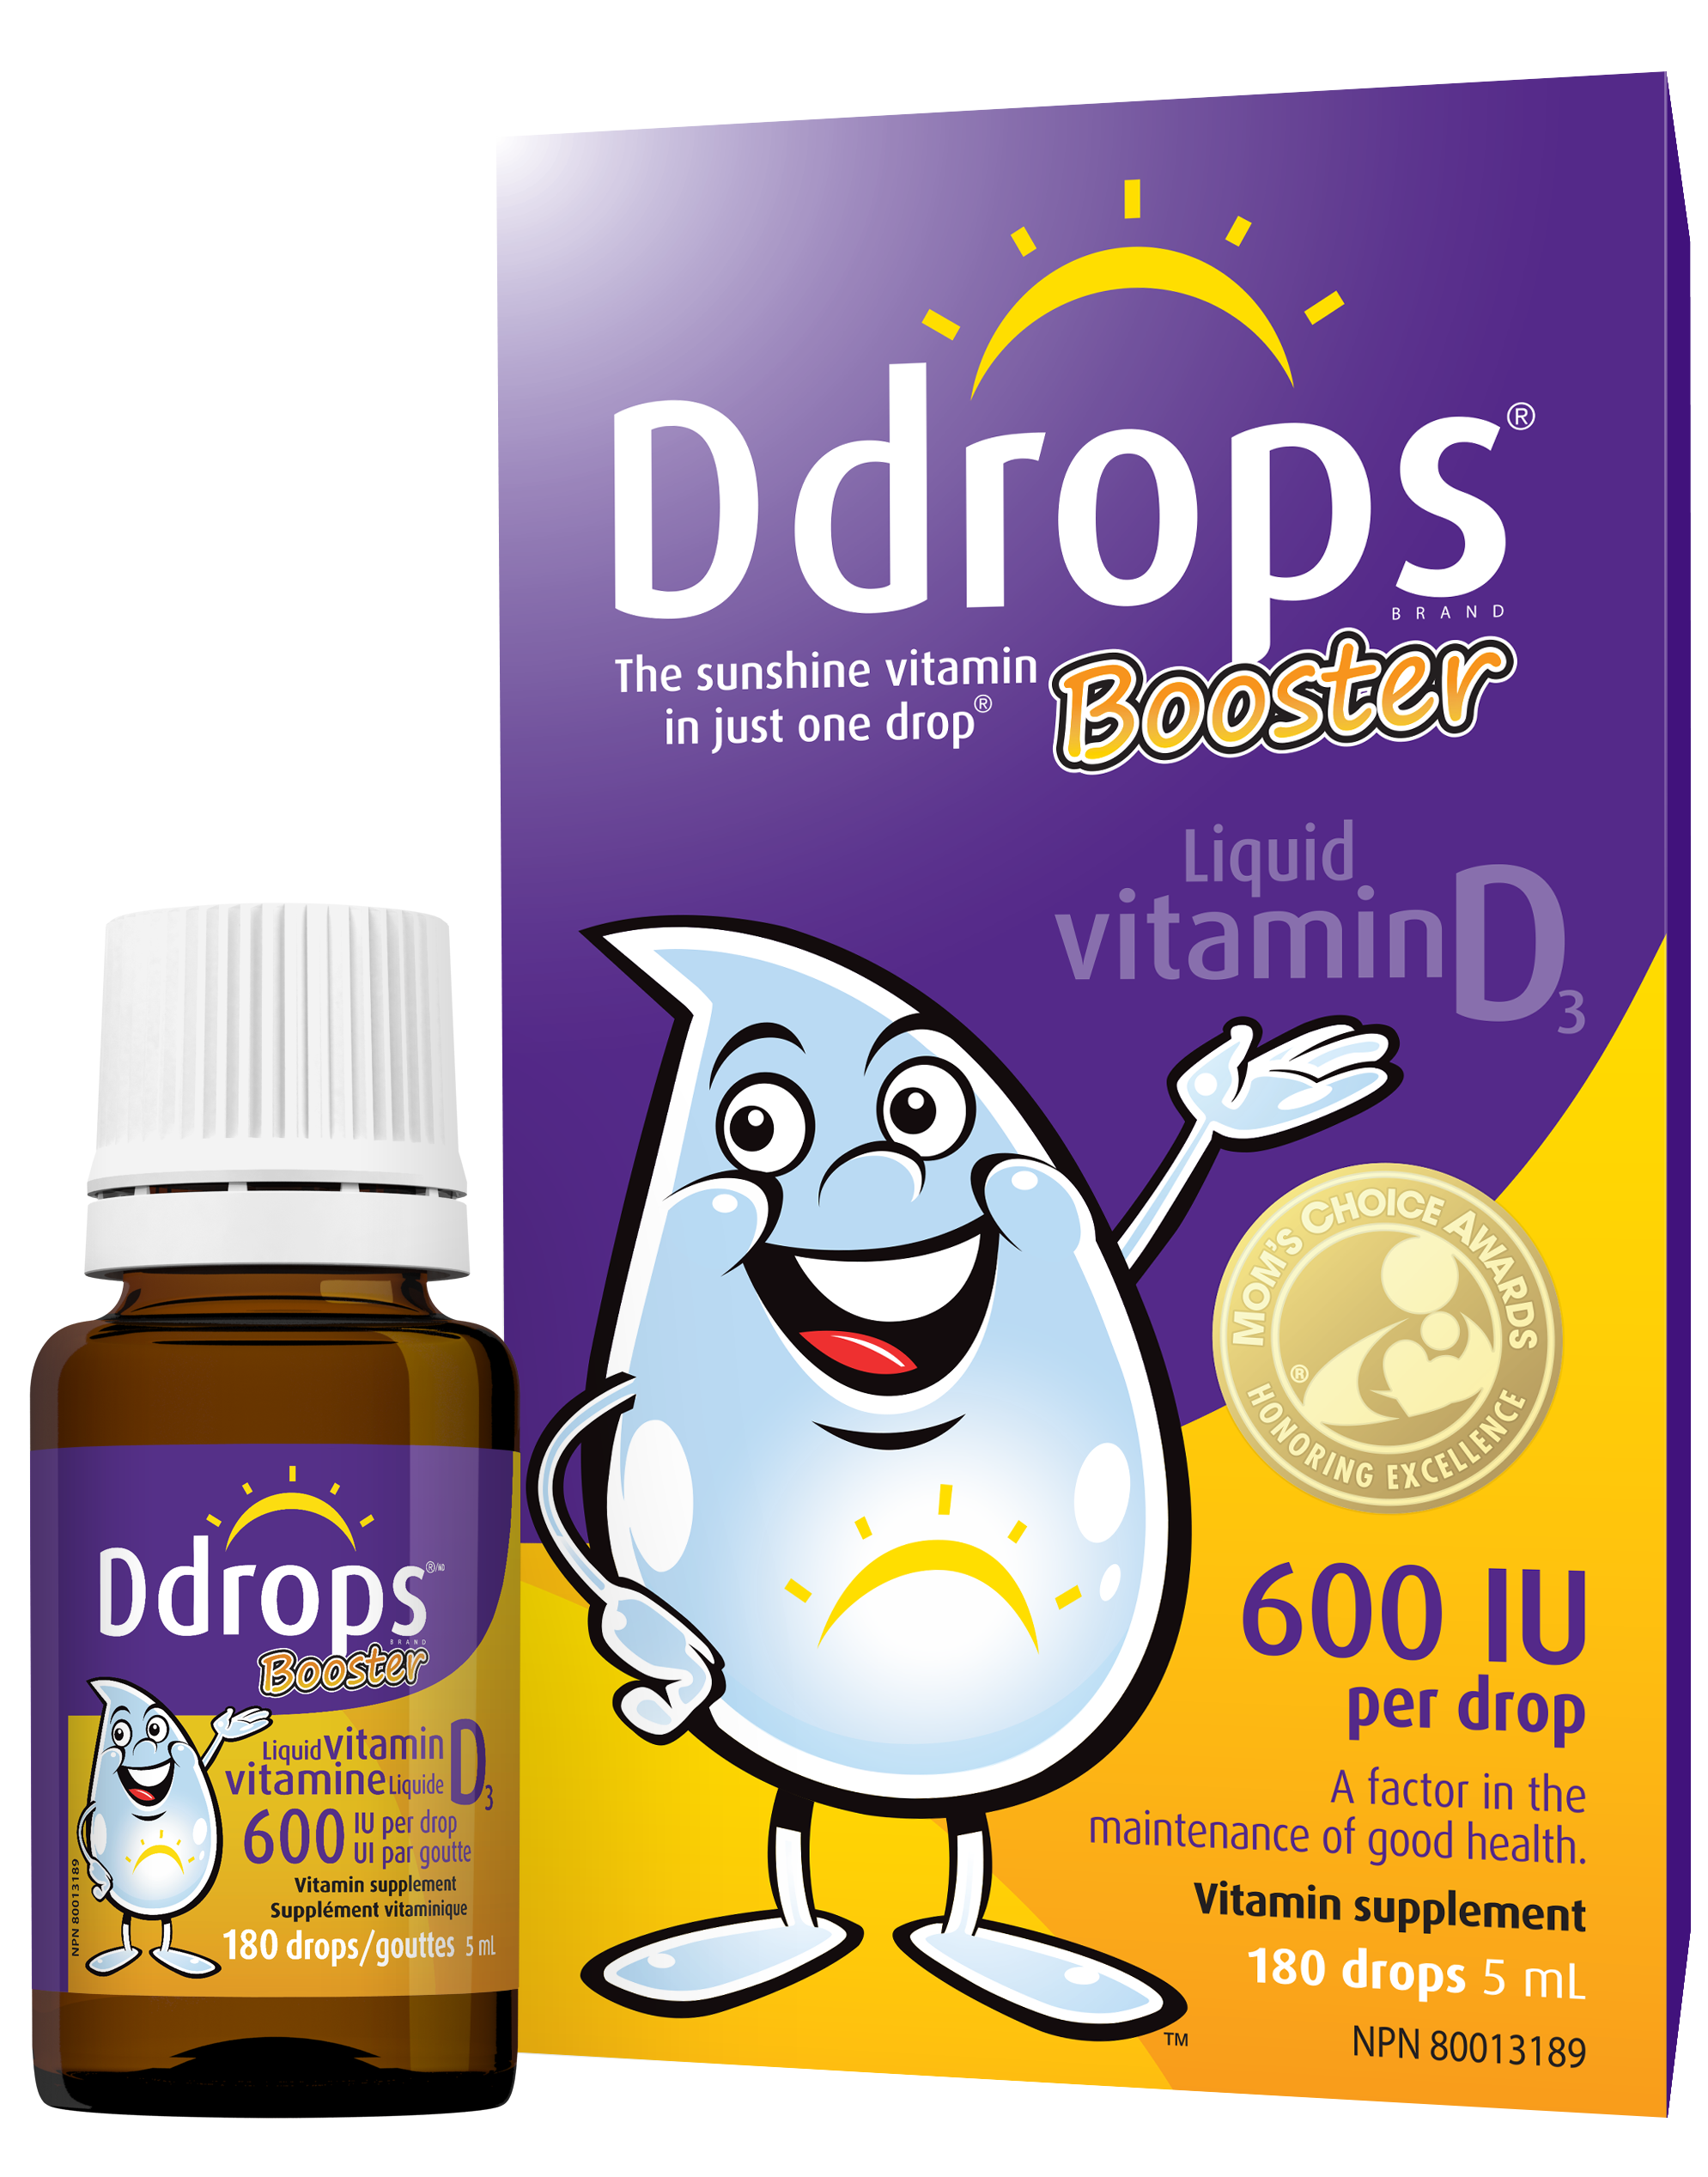 Ddrops®
BRAND
The sunshine vitamin
in just one drop®
Booster
Liquid
vitamin D3
MOM'S CHOICE AWARDS
®
HONORING EXCELLENCE
600 IU
per drop
A factor in the
maintenance of good health.
Vitamin supplement
180 drops 5 mL
NPN 80013189
TM
Ddrops®/MD
BRAND
Booster
Liquid vitamin D3
vitamine Liquide
600 IU per drop
UI par goutte
Vitamin supplement
Supplément vitaminique
180 drops/gouttes 5 mL
NPN 80013189